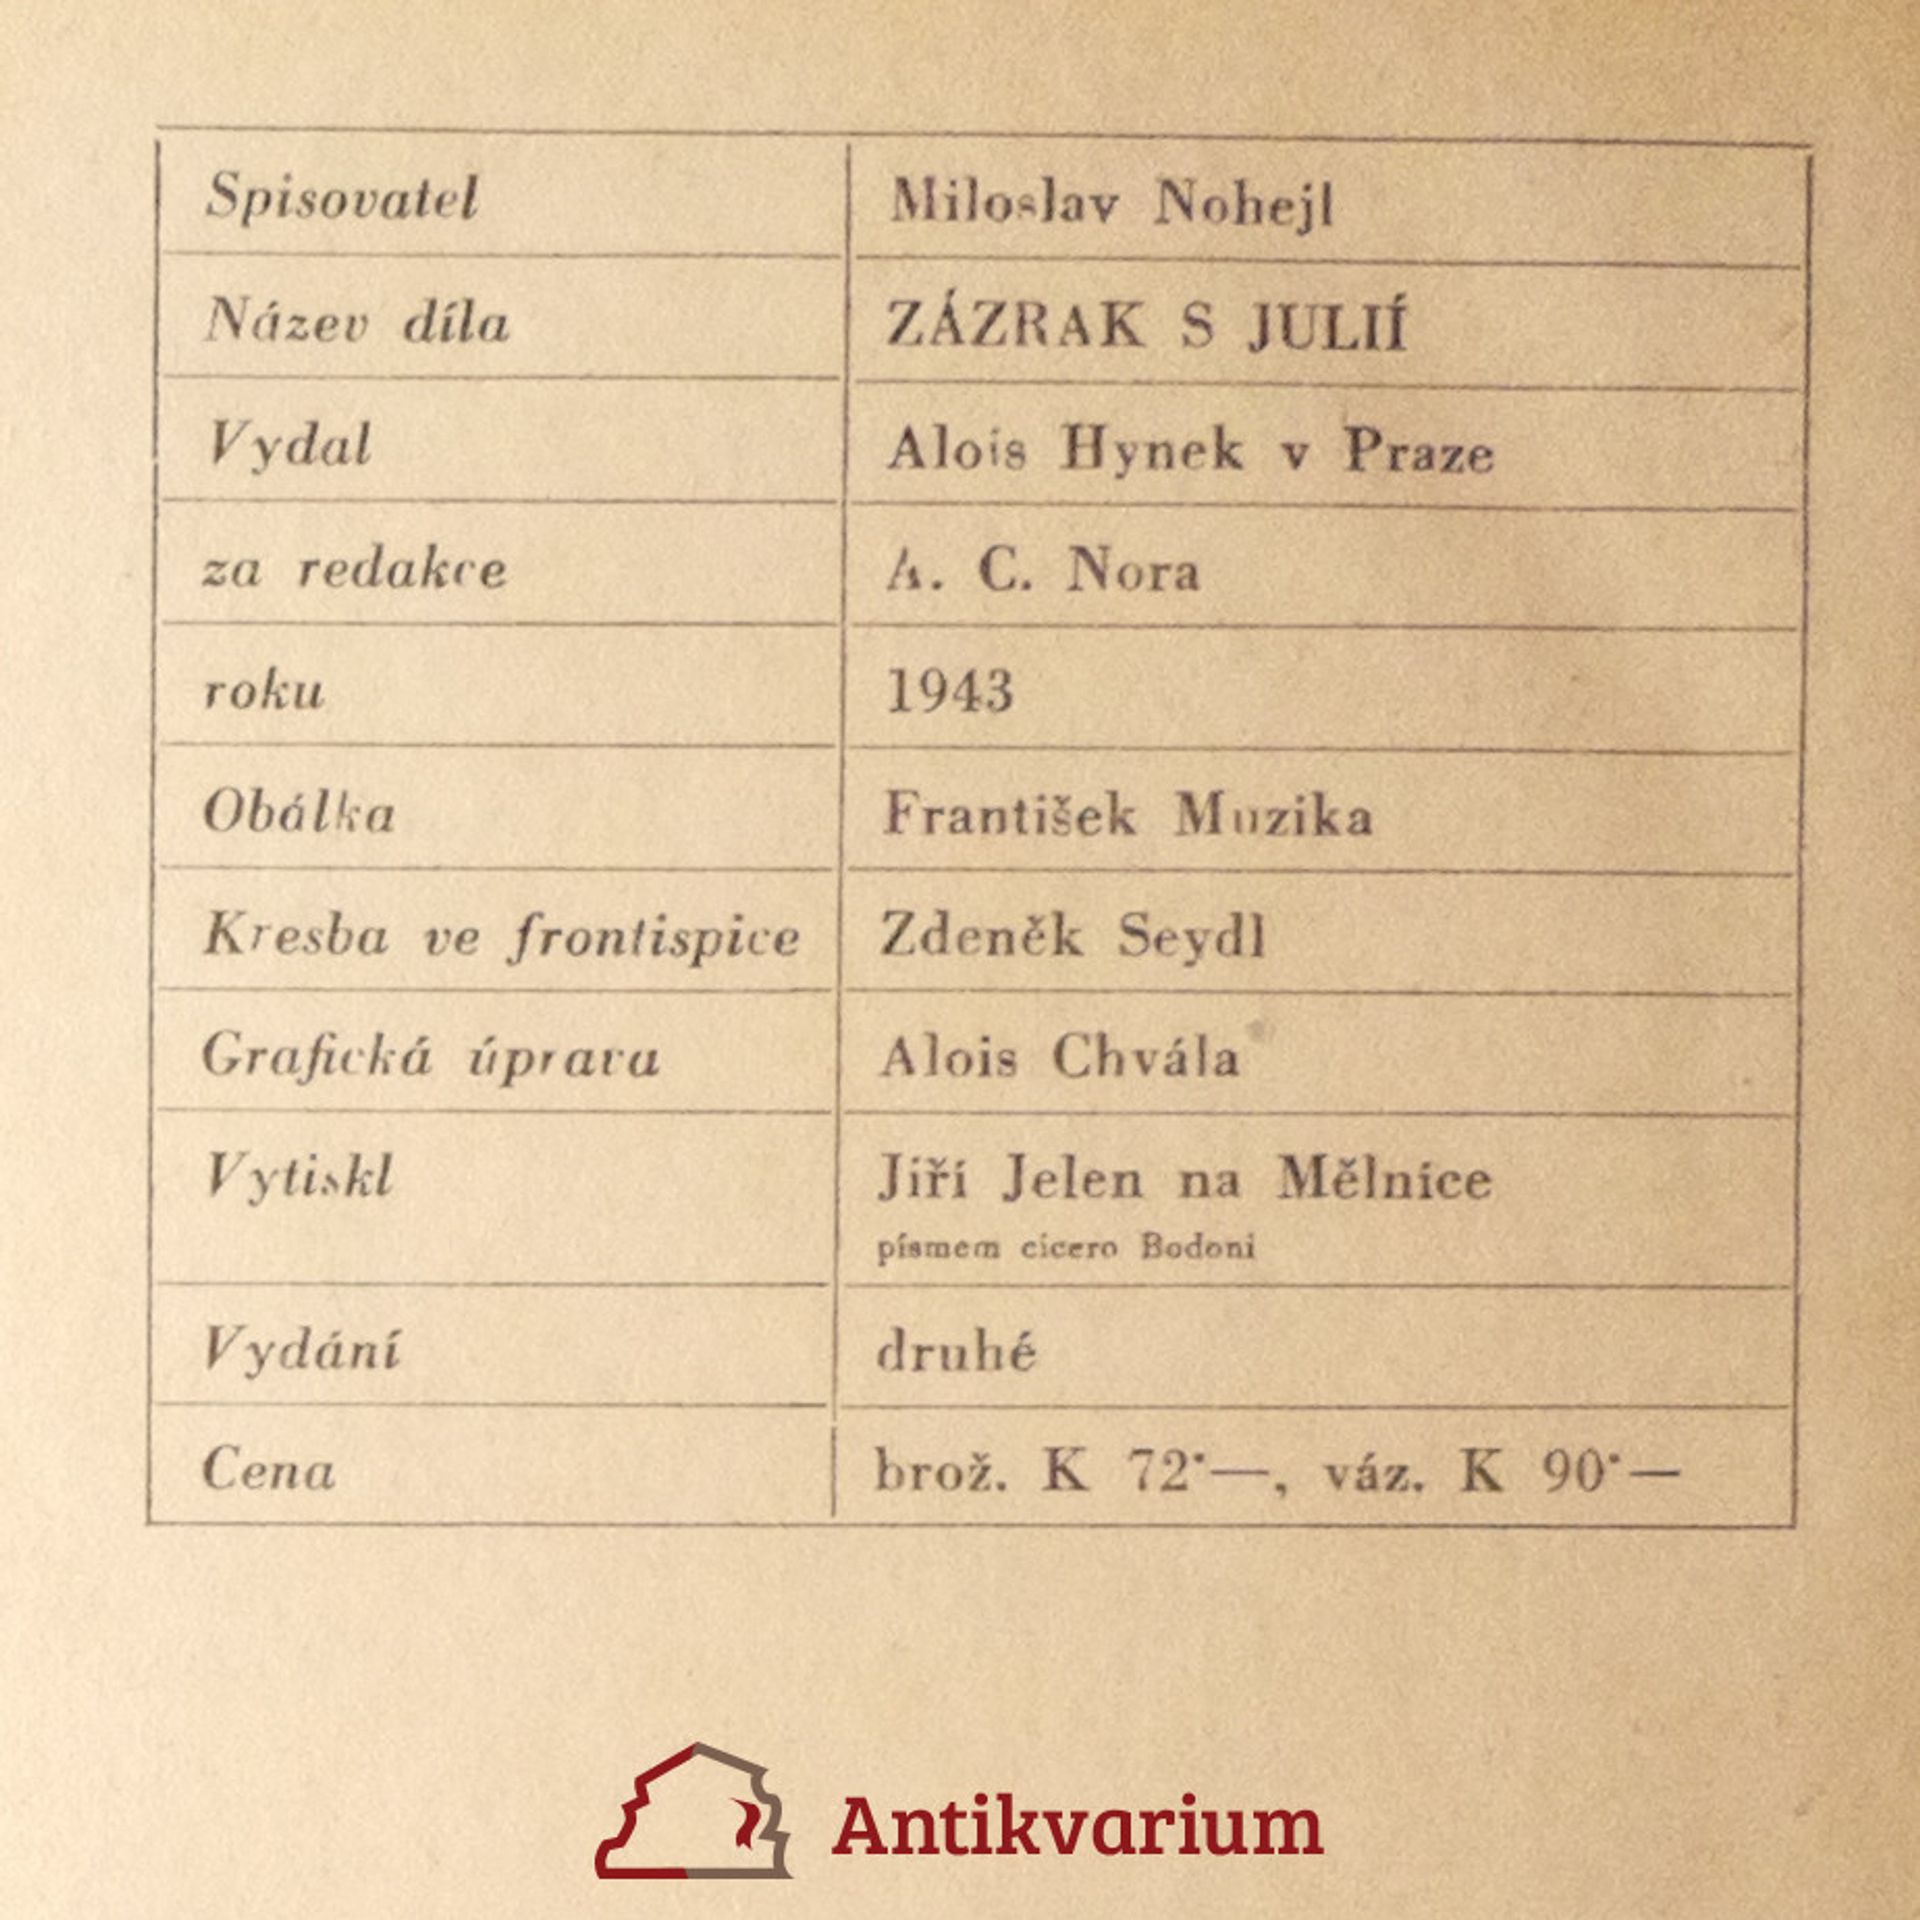 Spisovatel Miloslav Nohejl
Název díla ZÁZRAK S JULIÍ
Vydal Alois Hynek v Praze
za redakce A. C. Nora
roku 1943
Obálka František Muzika
Kresba ve frontispice Zdeněk Seydl
Grafická úprava Alois Chvála
Vytiskl Jiří Jelen na Mělnice
písmem cicero Bodoni
Vydání druhé
Cena brož. K 72·—, váz. K 90·—
Antikvarium